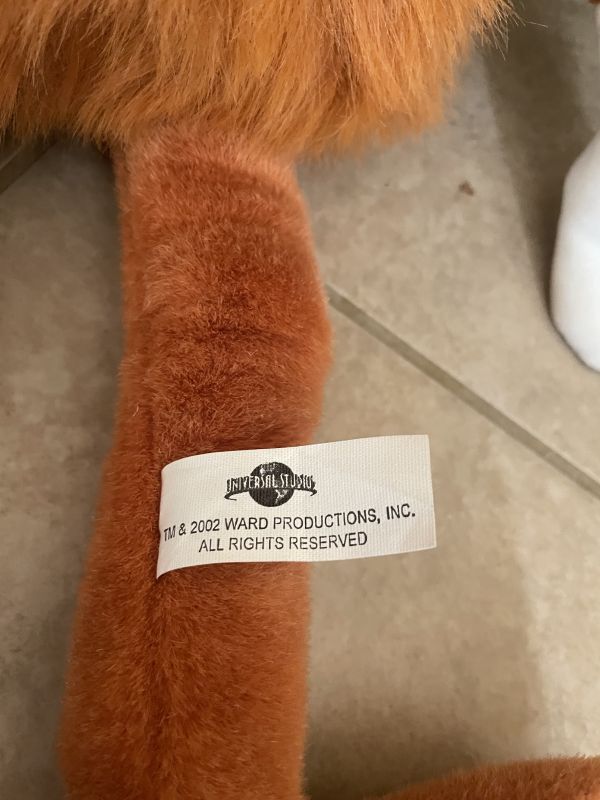 UNIVERSAL STUDIOS
TM & 2002 WARD PRODUCTIONS, INC.
ALL RIGHTS RESERVED